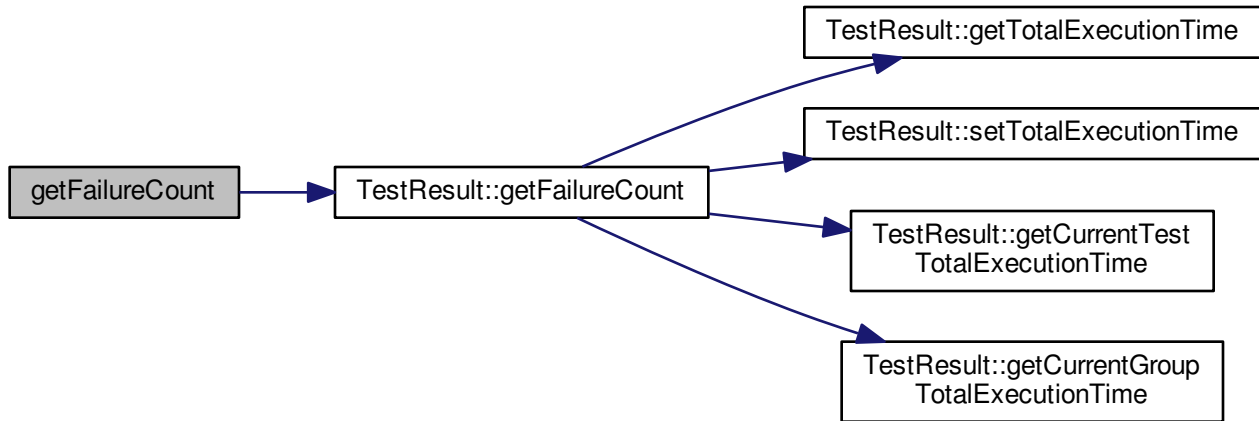 getFailureCount
TestResult::getFailureCount
TestResult::getTotalExecutionTime
TestResult::setTotalExecutionTime
TestResult::getCurrentTest
TotalExecutionTime
TestResult::getCurrentGroup
TotalExecutionTime